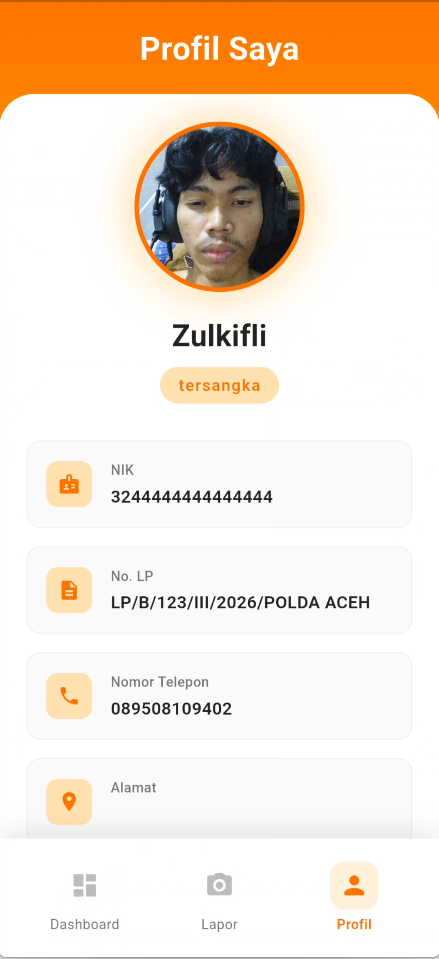 Profil Saya
Zulkifli
tersangka
NIK
3244444444444444
No. LP
LP/B/123/III/2026/POLDA ACEH
Nomor Telepon
089508109402
Alamat
Dashboard
Lapor
Profil